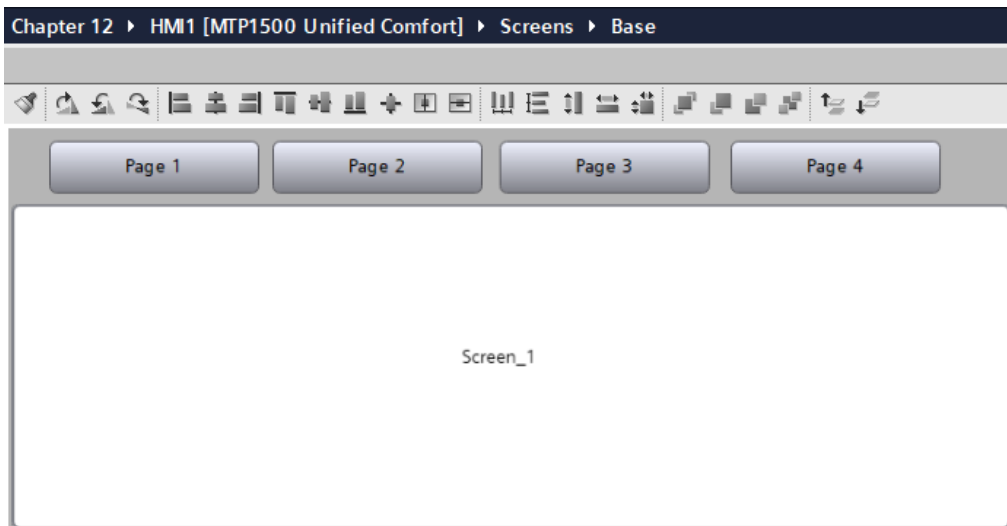 Chapter 12 ▸ HMI1 [MTP1500 Unified Comfort] ▸ Screens ▸ Base
Page 1 Page 2 Page 3 Page 4
Screen_1